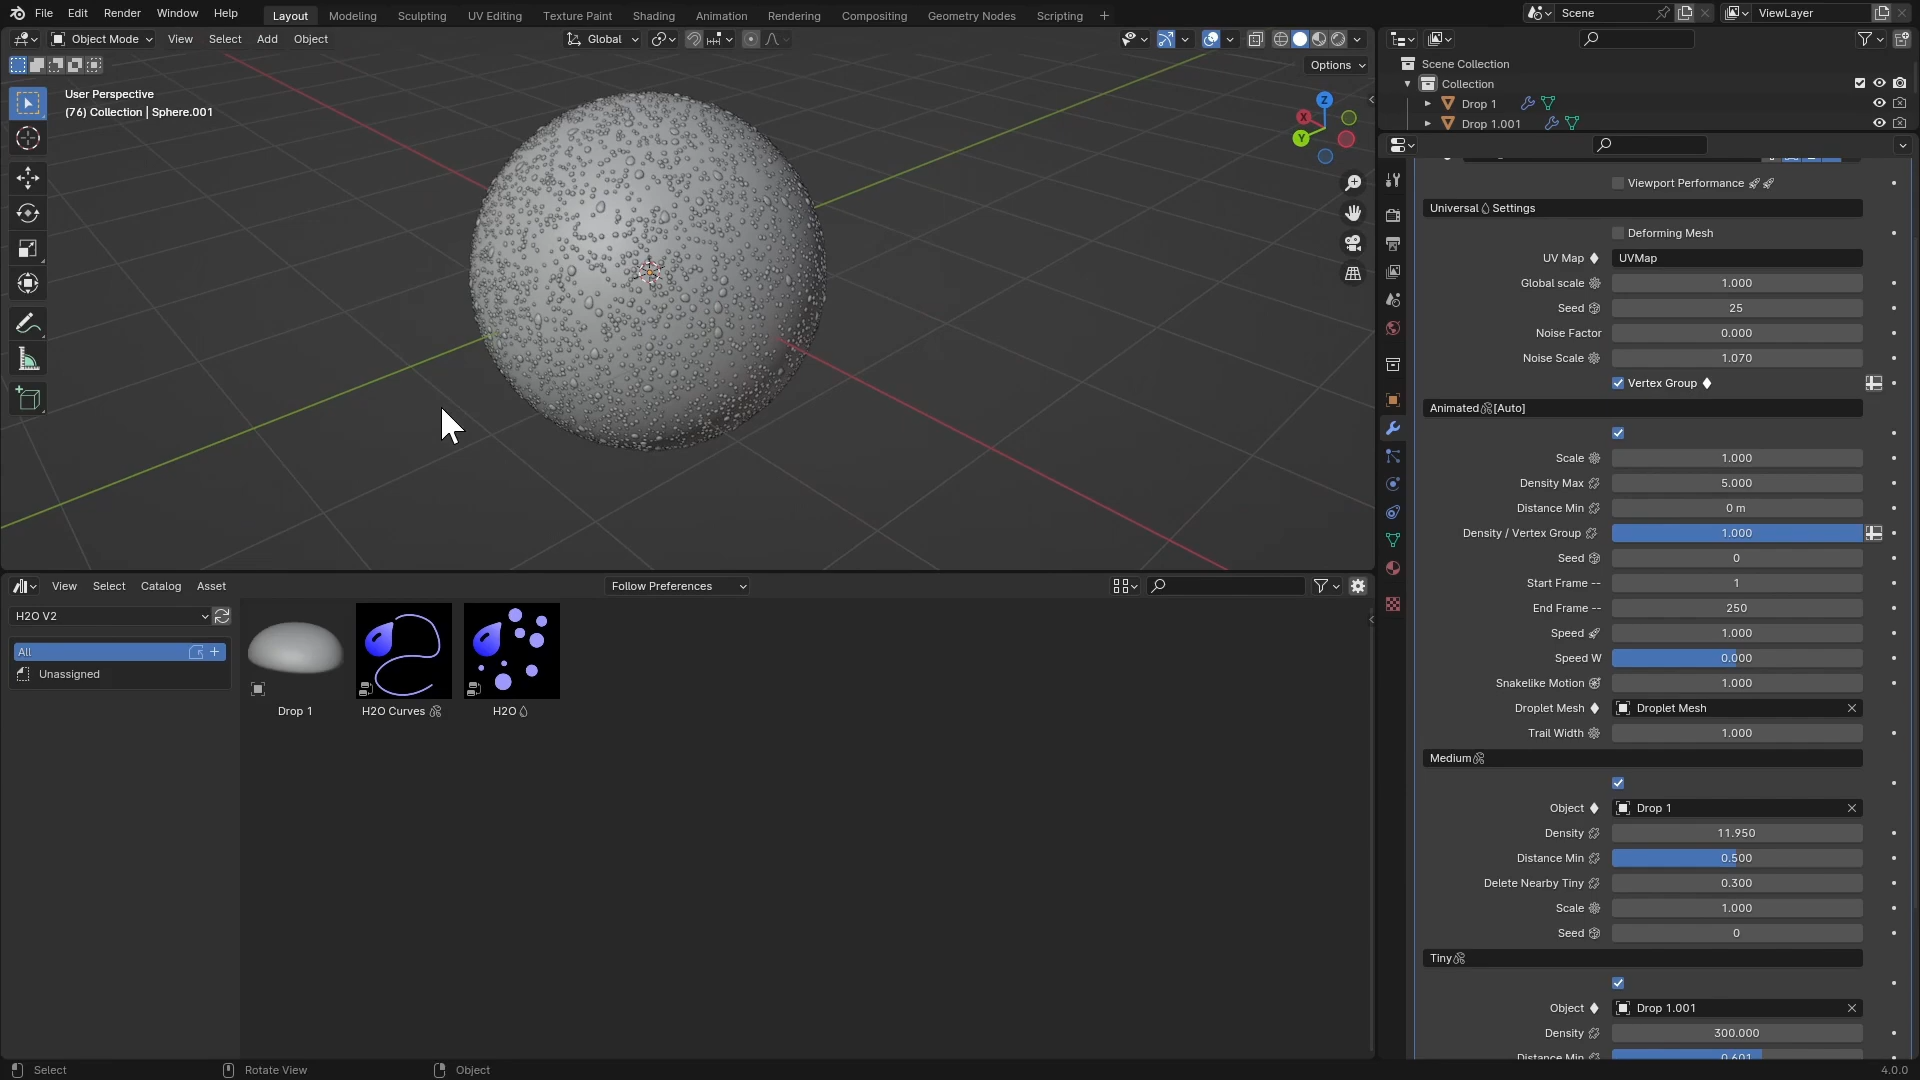 File Edit Render Window Help Layout Modeling Sculpting UV Editing Texture Paint Shading Animation Rendering Compositing Geometry Nodes Scripting + Scene ViewLayer
Object Mode View Select Add Object Global
Options
User Perspective
(76) Collection | Sphere.001
Z
X
Y
Scene Collection
Collection
Drop 1
Drop 1.001
Viewport Performance
Universal Settings
Deforming Mesh
UV Map UVMap
Global scale 1.000
Seed 25
Noise Factor 0.000
Noise Scale 1.070
Vertex Group
Animated [Auto]
Scale 1.000
Density Max 5.000
Distance Min 0 m
Density / Vertex Group 1.000
Seed 0
Start Frame -- 1
End Frame -- 250
Speed 1.000
Speed W 0.000
Snakelike Motion 1.000
Droplet Mesh Droplet Mesh
Trail Width 1.000
Medium
Object Drop 1
Density 11.950
Distance Min 0.500
Delete Nearby Tiny 0.300
Scale 1.000
Seed 0
Tiny
Object Drop 1.001
Density 300.000
Distance Min 0.601
View Select Catalog Asset Follow Preferences
H2O V2
All +
Unassigned
Drop 1 H2O Curves H2O
Select Rotate View Object 4.0.0